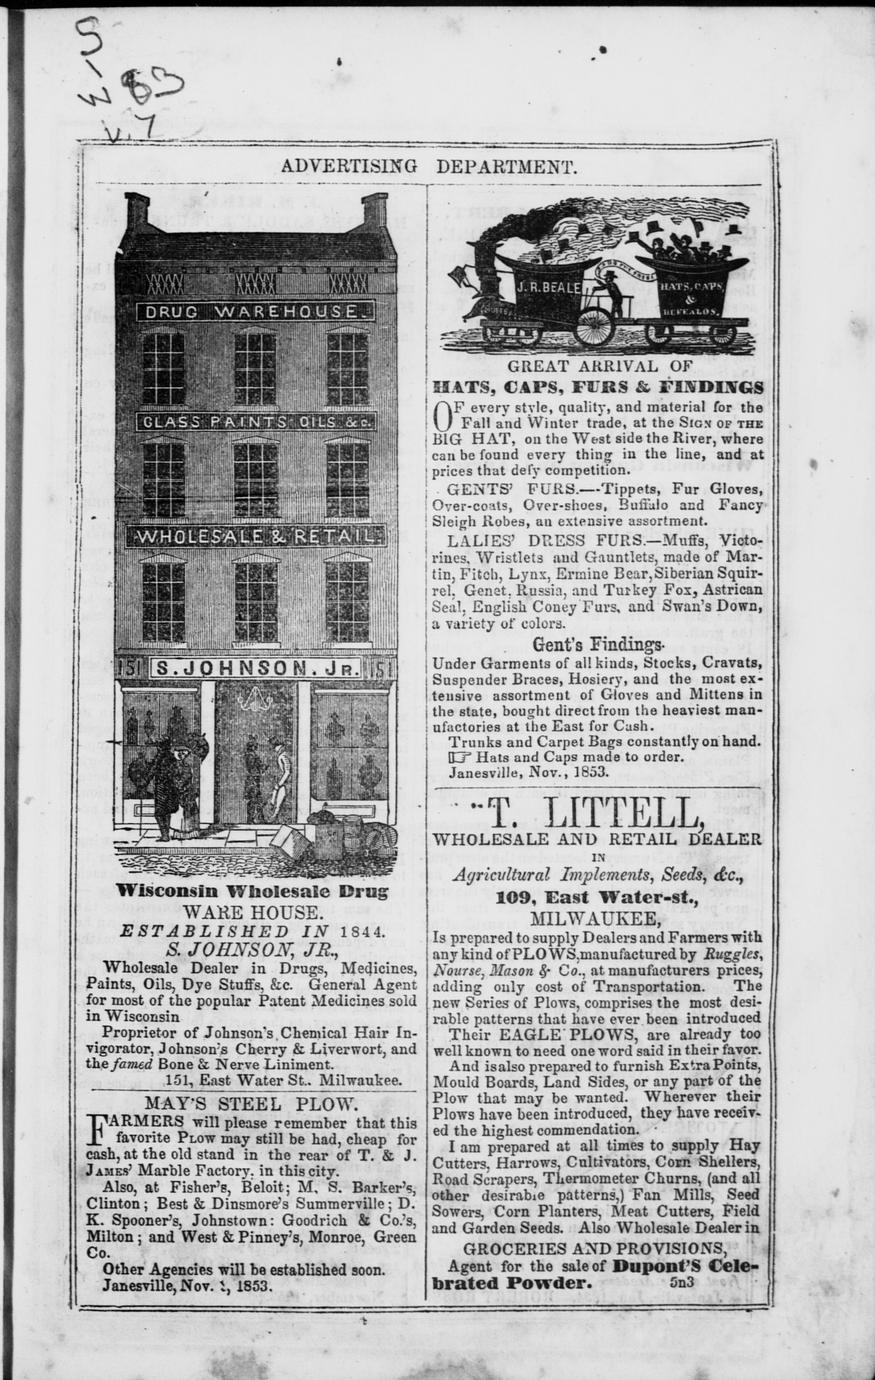 S
E-
83
v.7
ADVERTISING DEPARTMENT.
DRUG WAREHOUSE.
GLASS PAINTS OILS &c.
WHOLESALE & RETAIL.
151 S. JOHNSON. JR. 151
Wisconsin Wholesale Drug
WARE HOUSE.
ESTABLISHED IN 1844.
S. JOHNSON, JR.,
Wholesale Dealer in Drugs, Medicines,
Paints, Oils, Dye Stuffs, &c. General Agent
for most of the popular Patent Medicines sold
in Wisconsin
Proprietor of Johnson's Chemical Hair In-
vigorator, Johnson's Cherry & Liverwort, and
the famed Bone & Nerve Liniment.
151, East Water St.. Milwaukee.
MAY'S STEEL PLOW.
FARMERS will please remember that this
favorite PLOW may still be had, cheap for
cash, at the old stand in the rear of T. & J.
JAMES' Marble Factory. in this city.
Also, at Fisher's, Beloit; M. S. Barker's,
Clinton; Best & Dinsmore's Summerville; D.
K. Spooner's, Johnstown: Goodrich & Co.'s,
Milton; and West & Pinney's, Monroe, Green
Co.
Other Agencies will be established soon.
Janesville, Nov. 1, 1853.
J. R. BEALE
HATS, CAPS,
&
BUFFALOS.
GREAT ARRIVAL OF
HATS, CAPS, FURS & FINDINGS
OF every style, quality, and material for the
Fall and Winter trade, at the SIGN OF THE
BIG HAT, on the West side the River, where
can be found every thing in the line, and at
prices that defy competition.
GENTS' FURS.—Tippets, Fur Gloves,
Over-coats, Over-shoes, Buffalo and Fancy
Sleigh Robes, an extensive assortment.
LALIES' DRESS FURS.—Muffs, Victo-
rines, Wristlets and Gauntlets, made of Mar-
tin, Fitch, Lynx, Ermine Bear, Siberian Squir-
rel, Genet, Russia, and Turkey Fox, Astrican
Seal, English Coney Furs, and Swan's Down,
a variety of colors.
Gent's Findings.
Under Garments of all kinds, Stocks, Cravats,
Suspender Braces, Hosiery, and the most ex-
tensive assortment of Gloves and Mittens in
the state, bought direct from the heaviest man-
ufactories at the East for Cash.
Trunks and Carpet Bags constantly on hand.
☞ Hats and Caps made to order.
Janesville, Nov., 1853.
T. LITTELL,
WHOLESALE AND RETAIL DEALER
IN
Agricultural Implements, Seeds, &c.,
109, East Water-st.,
MILWAUKEE,
Is prepared to supply Dealers and Farmers with
any kind of PLOWS, manufactured by Ruggles,
Nourse, Mason & Co., at manufacturers prices,
adding only cost of Transportation. The
new Series of Plows, comprises the most desi-
rable patterns that have ever been introduced
Their EAGLE PLOWS, are already too
well known to need one word said in their favor.
And is also prepared to furnish Extra Points,
Mould Boards, Land Sides, or any part of the
Plow that may be wanted. Wherever their
Plows have been introduced, they have receiv-
ed the highest commendation.
I am prepared at all times to supply Hay
Cutters, Harrows, Cultivators, Corn Shellers,
Road Scrapers, Thermometer Churns, (and all
other desirable patterns,) Fan Mills, Seed
Sowers, Corn Planters, Meat Cutters, Field
and Garden Seeds. Also Wholesale Dealer in
GROCERIES AND PROVISIONS,
Agent for the sale of Dupont'S Cele-
brated Powder. 5n3